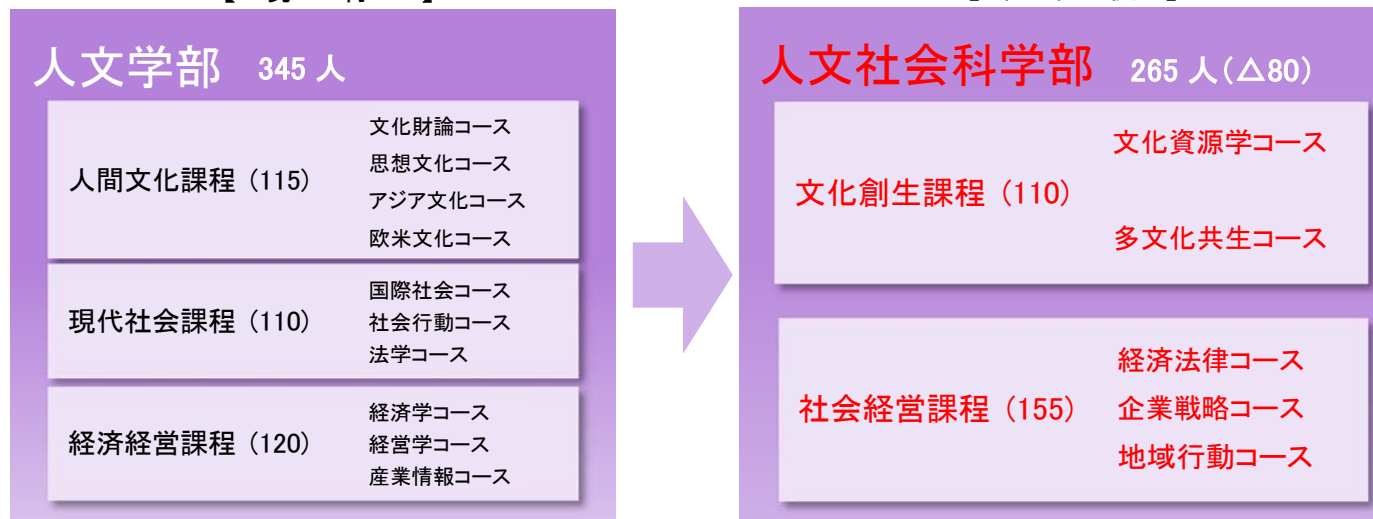 人文学部 345 人
人間文化課程 (115)
文化財論コース
思想文化コース
アジア文化コース
欧米文化コース
現代社会課程 (110)
国際社会コース
社会行動コース
法学コース
経済経営課程 (120)
経済学コース
経営学コース
産業情報コース
人文社会科学部 265 人(△80)
文化創生課程 (110)
文化資源学コース
多文化共生コース
社会経営課程 (155)
経済法律コース
企業戦略コース
地域行動コース